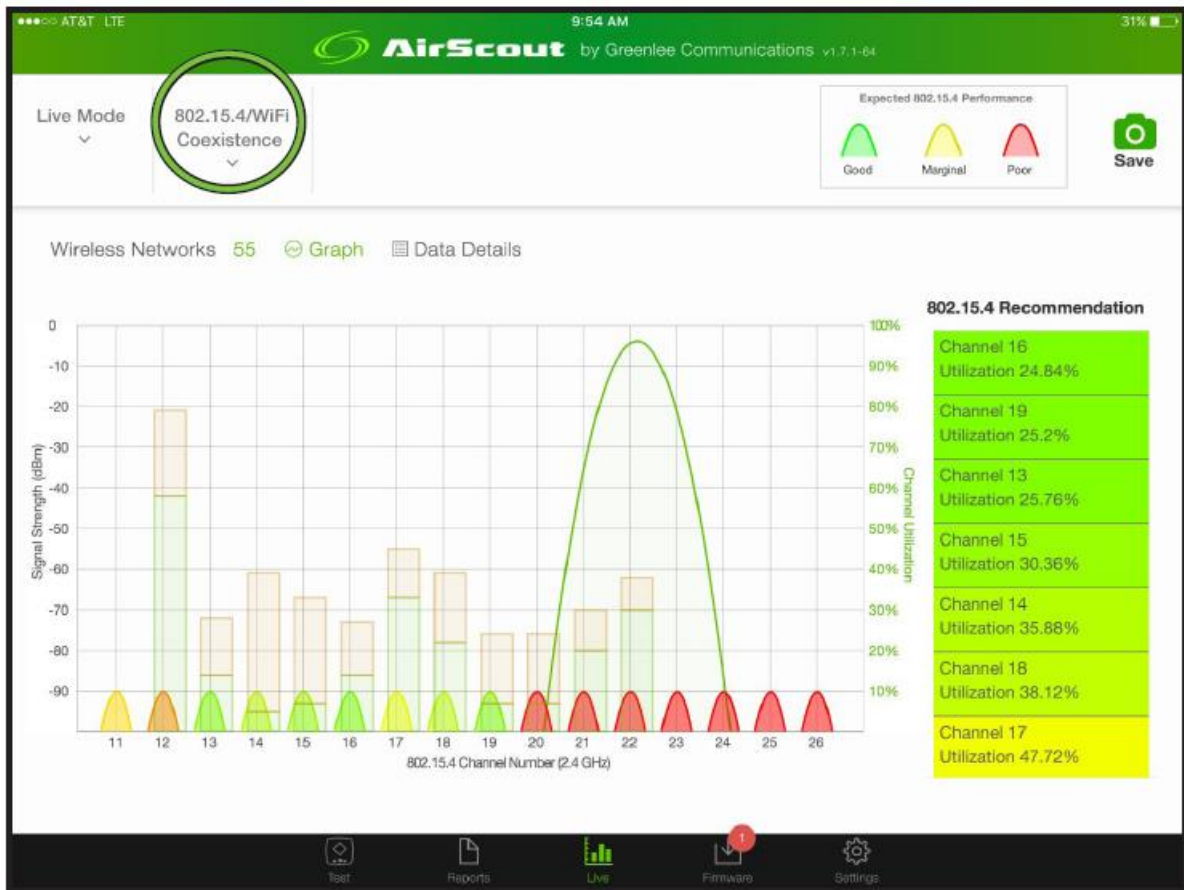 AT&T LTE 9:54 AM 31%
AirScout by Greenlee Communications v1.7.1-64
Live Mode
802.15.4/WiFi
Coexistence
Expected 802.15.4 Performance
Good Marginal Poor
Save
Wireless Networks 55 Graph Data Details
0
-10
-20
-30
-40
-50
-60
-70
-80
-90
Signal Strength (dBm)
100%
90%
80%
70%
60%
50%
40%
30%
20%
10%
Channel Utilization
11 12 13 14 15 16 17 18 19 20 21 22 23 24 25 26
802.15.4 Channel Number (2.4 GHz)
802.15.4 Recommendation
Channel 16
Utilization 24.84%
Channel 19
Utilization 25.2%
Channel 13
Utilization 25.76%
Channel 15
Utilization 30.36%
Channel 14
Utilization 35.88%
Channel 18
Utilization 38.12%
Channel 17
Utilization 47.72%
1
Test Reports Live Firmware Settings